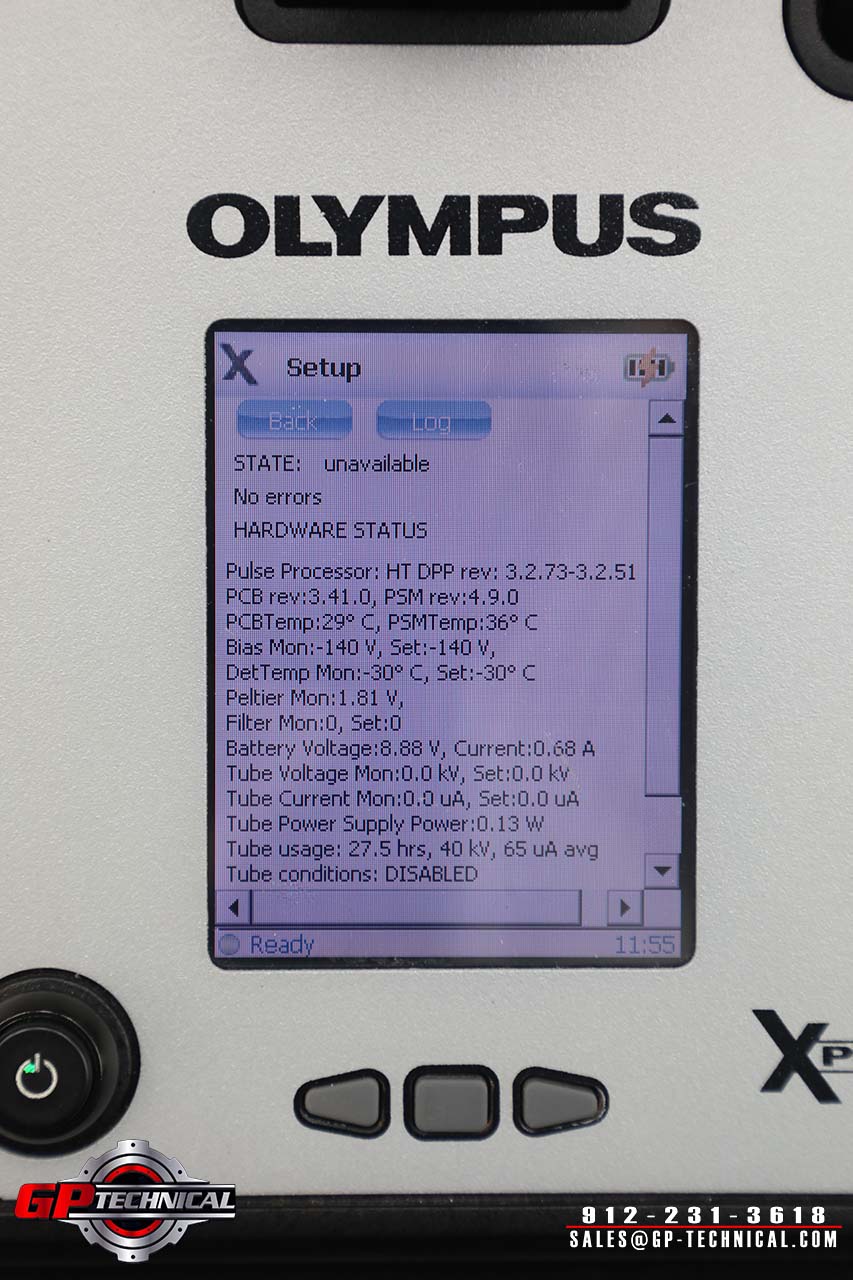 OLYMPUS
X Setup
Back Log
STATE: unavailable
No errors
HARDWARE STATUS
Pulse Processor: HT DPP rev: 3.2.73-3.2.51
PCB rev:3.41.0, PSM rev:4.9.0
PCBTemp:29° C, PSMTemp:36° C
Bias Mon:-140 V, Set:-140 V,
DetTemp Mon:-30° C, Set:-30° C
Peltier Mon:1.81 V,
Filter Mon:0, Set:0
Battery Voltage:8.88 V, Current:0.68 A
Tube Voltage Mon:0.0 kV, Set:0.0 kV
Tube Current Mon:0.0 uA, Set:0.0 uA
Tube Power Supply Power:0.13 W
Tube usage: 27.5 hrs, 40 kV, 65 uA avg
Tube conditions: DISABLED
Ready 11:55
XP
GP TECHNICAL
912-231-3618
SALES@GP-TECHNICAL.COM